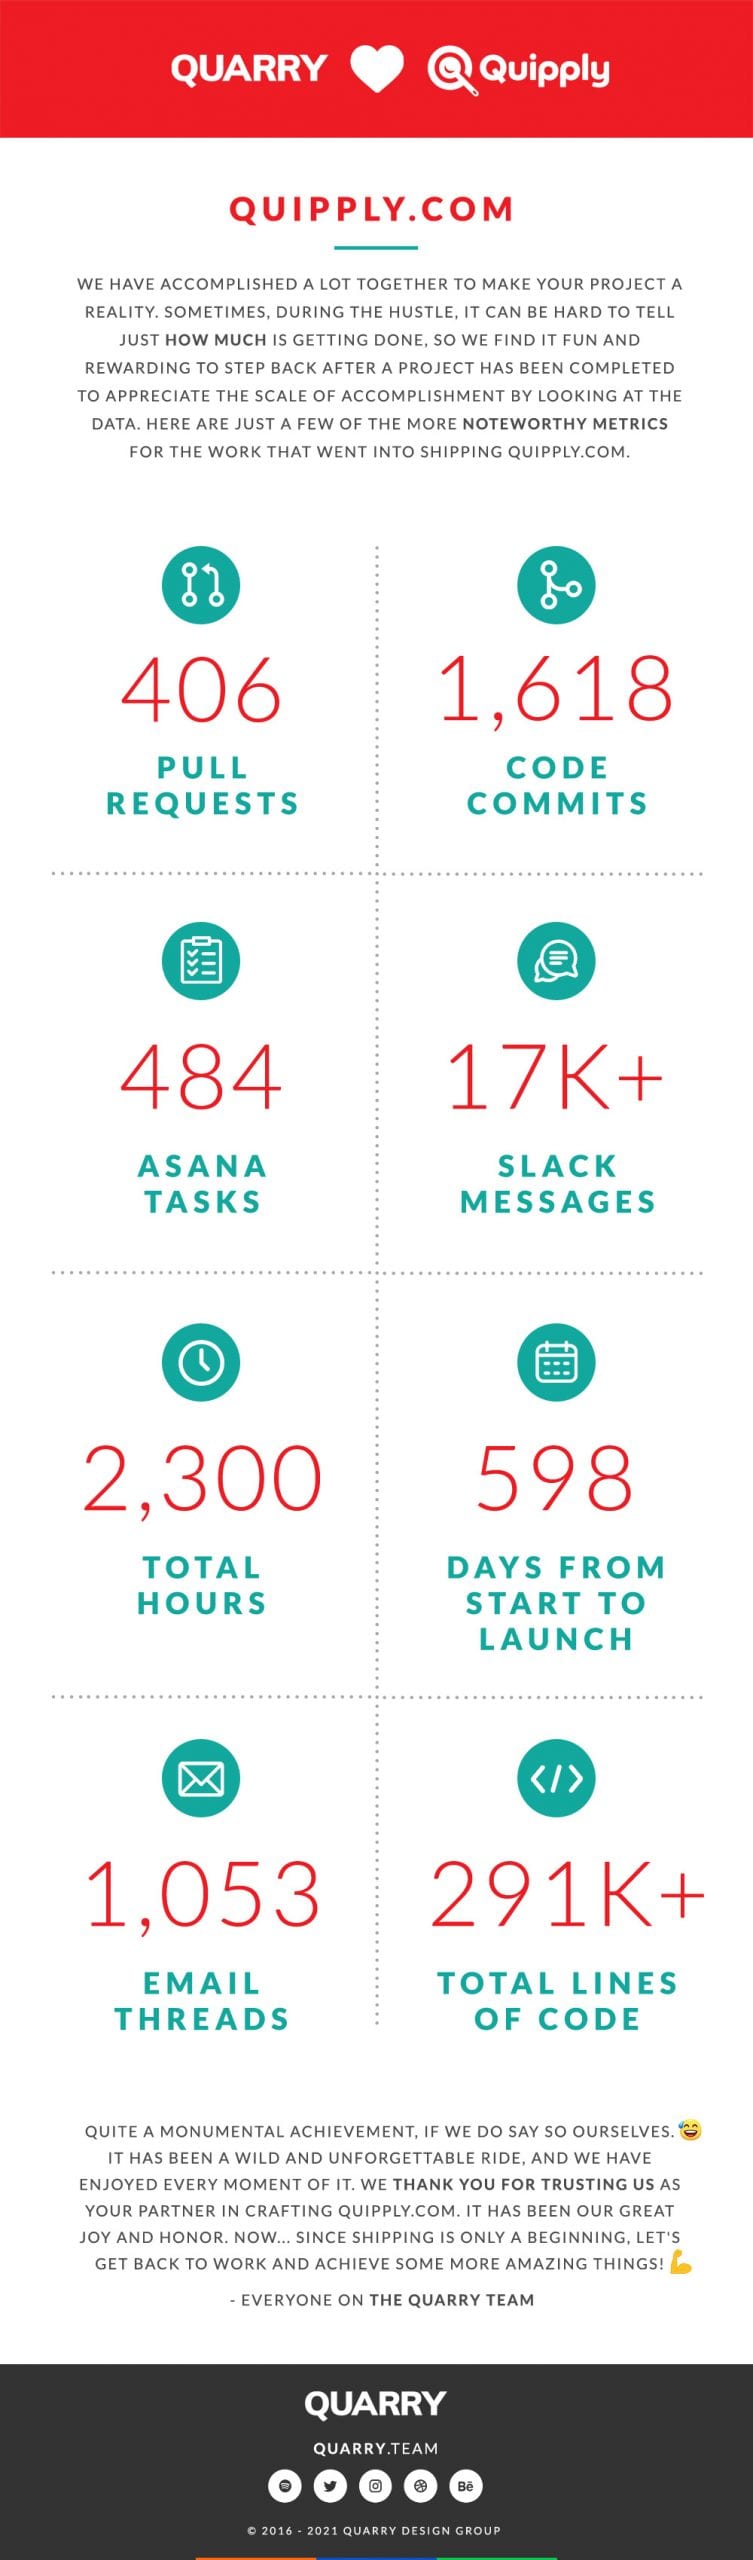 QUARRY Quipply
QUIPPLY.COM
WE HAVE ACCOMPLISHED A LOT TOGETHER TO MAKE YOUR PROJECT A
REALITY. SOMETIMES, DURING THE HUSTLE, IT CAN BE HARD TO TELL
JUST HOW MUCH IS GETTING DONE, SO WE FIND IT FUN AND
REWARDING TO STEP BACK AFTER A PROJECT HAS BEEN COMPLETED
TO APPRECIATE THE SCALE OF ACCOMPLISHMENT BY LOOKING AT THE
DATA. HERE ARE JUST A FEW OF THE MORE NOTEWORTHY METRICS
FOR THE WORK THAT WENT INTO SHIPPING QUIPPLY.COM.
406
PULL
REQUESTS
1,618
CODE
COMMITS
484
ASANA
TASKS
17K+
SLACK
MESSAGES
2,300
TOTAL
HOURS
598
DAYS FROM
START TO
LAUNCH
1,053
EMAIL
THREADS
291K+
TOTAL LINES
OF CODE
QUITE A MONUMENTAL ACHIEVEMENT, IF WE DO SAY SO OURSELVES. 😅
IT HAS BEEN A WILD AND UNFORGETTABLE RIDE, AND WE HAVE
ENJOYED EVERY MOMENT OF IT. WE THANK YOU FOR TRUSTING US AS
YOUR PARTNER IN CRAFTING QUIPPLY.COM. IT HAS BEEN OUR GREAT
JOY AND HONOR. NOW... SINCE SHIPPING IS ONLY A BEGINNING, LET'S
GET BACK TO WORK AND ACHIEVE SOME MORE AMAZING THINGS! 💪
- EVERYONE ON THE QUARRY TEAM
QUARRY
QUARRY.TEAM
Bē
© 2016 - 2021 QUARRY DESIGN GROUP